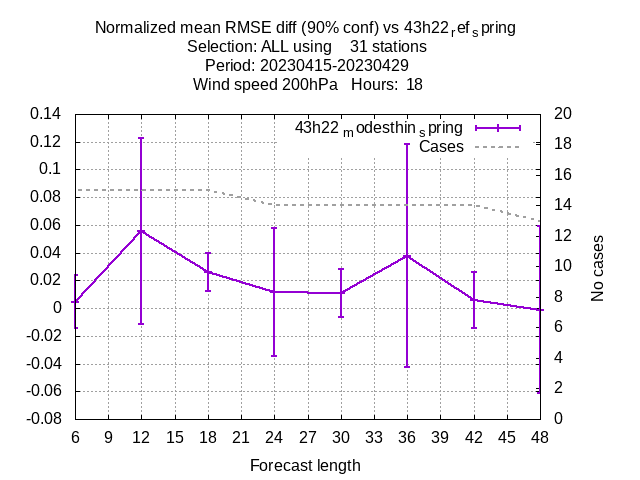 Normalized mean RMSE diff (90% conf) vs 43h22refspring
Selection: ALL using 31 stations
Period: 20230415-20230429
Wind speed 200hPa Hours: 18
43h22modesthinspring
Cases
0.14
0.12
0.1
0.08
0.06
0.04
0.02
0
-0.02
-0.04
-0.06
-0.08
20
18
16
14
12
10
8
6
4
2
0
No cases
6 9 12 15 18 21 24 27 30 33 36 39 42 45 48
Forecast length